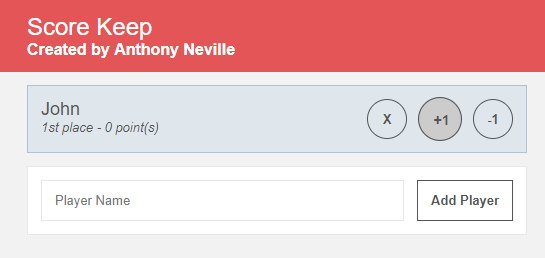 Score Keep
Created by Anthony Neville
John
1st place - 0 point(s)
X
+1
-1
Player Name
Add Player